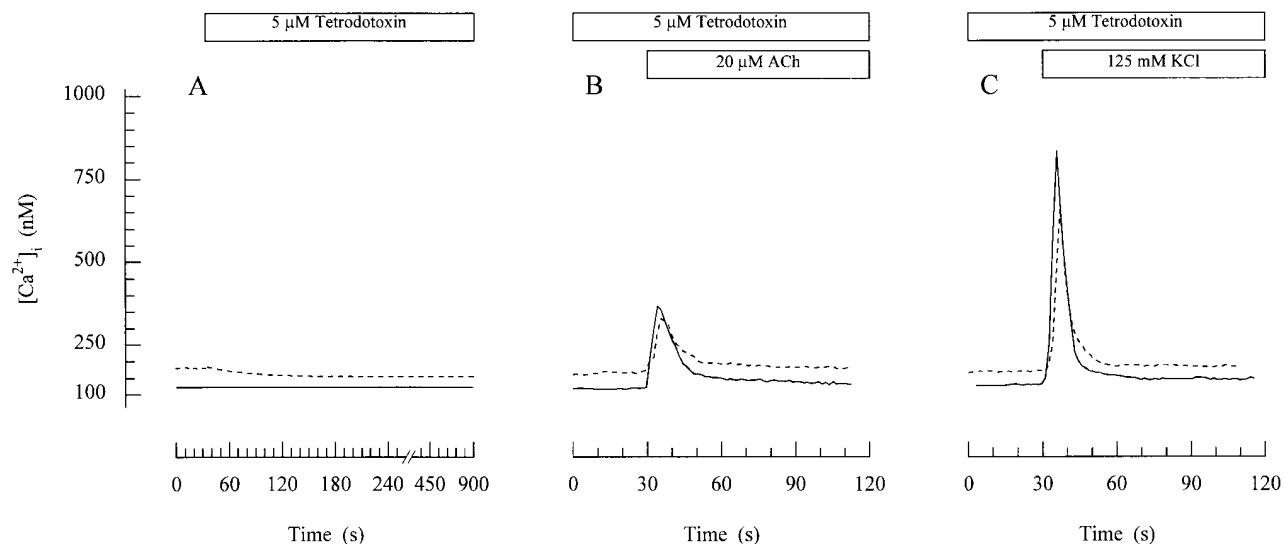 5 µM Tetrodotoxin 5 µM Tetrodotoxin 5 µM Tetrodotoxin
20 µM ACh 125 mM KCl
A B C
1000
750
500
250
100
[Ca²⁺]ᵢ (nM)
0 60 120 180 240 450 900 0 30 60 90 120 0 30 60 90 120
Time (s) Time (s) Time (s)